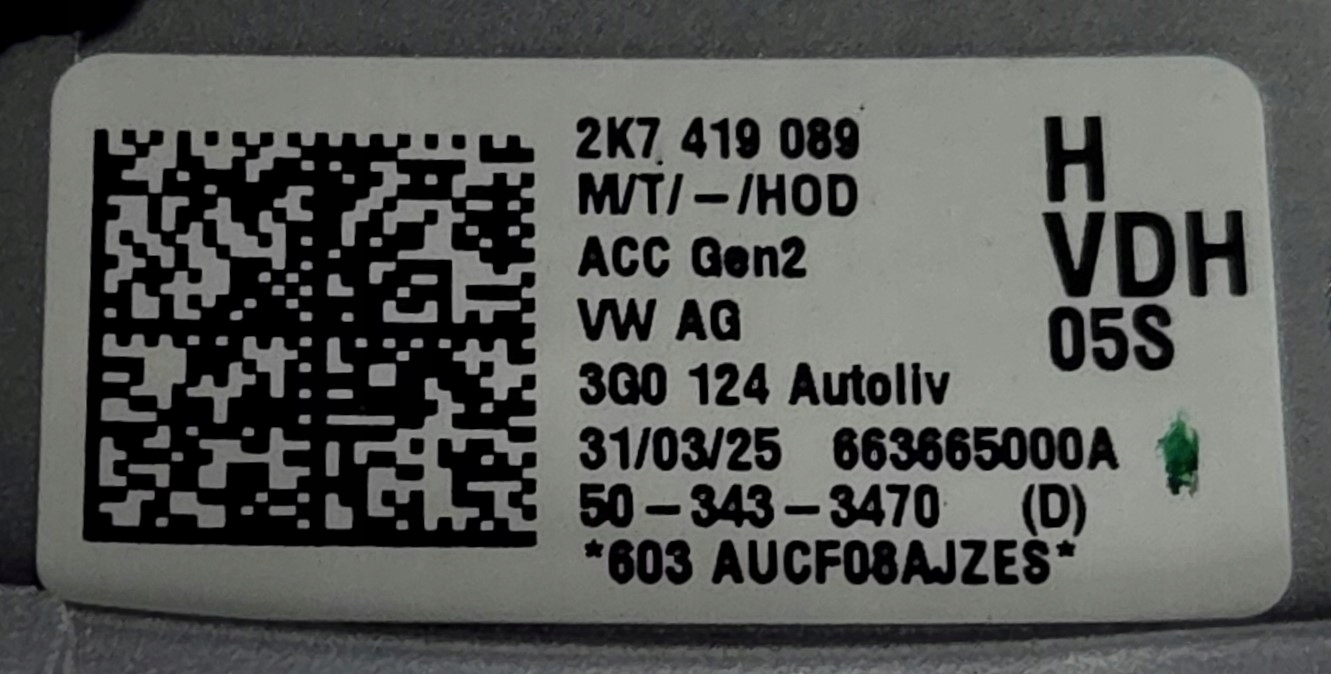 2K7 419 089
M/T/-/HOD
ACC Gen2
VW AG
3G0 124 Autoliv
31/03/25 663665000A
50-343-3470 (D)
*603 AUCF08AJZES*
H
VDH
05S